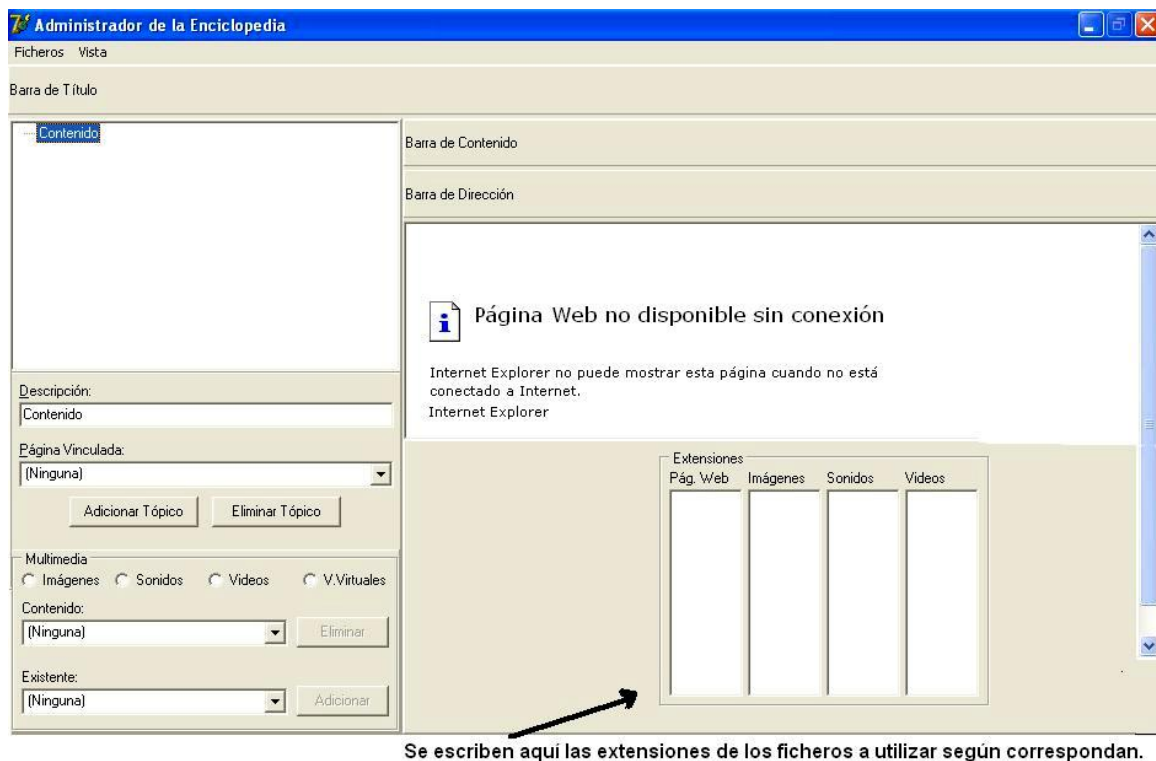 Administrador de la Enciclopedia
Ficheros Vista
Barra de Título
Contenido
Barra de Contenido
Barra de Dirección
Página Web no disponible sin conexión
Internet Explorer no puede mostrar esta página cuando no está
conectado a Internet.
Internet Explorer
Descripción:
Contenido
Página Vinculada:
(Ninguna)
Adicionar Tópico Eliminar Tópico
Extensiones
Pág. Web Imágenes Sonidos Videos
Multimedia
Imágenes Sonidos Videos V.Virtuales
Contenido:
(Ninguna) Eliminar
Existente:
(Ninguna) Adicionar
Se escriben aquí las extensiones de los ficheros a utilizar según correspondan.